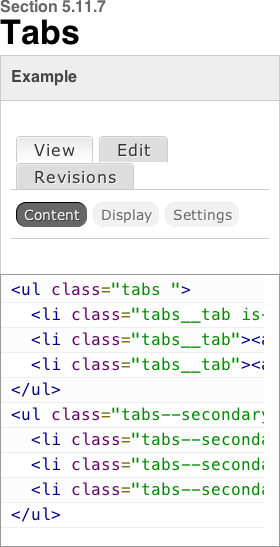 Section 5.11.7
Tabs
Example
View Edit
Revisions
Content Display Settings
<ul class="tabs ">
<li class="tabs__tab is-
<li class="tabs__tab"><a
<li class="tabs__tab"><a
</ul>
<ul class="tabs--secondary
<li class="tabs--seconda
<li class="tabs--seconda
<li class="tabs--seconda
</ul>